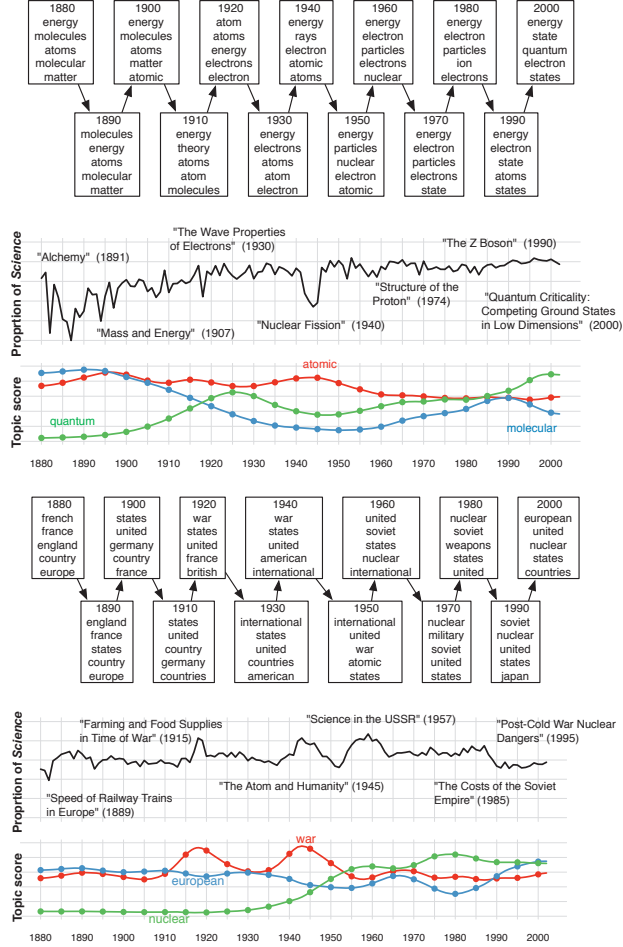 1880
energy
molecules
atoms
molecular
matter
1900
energy
molecules
atoms
matter
atomic
1920
atom
atoms
energy
electrons
electron
1940
energy
rays
electron
atomic
atoms
1960
energy
electron
particles
electrons
nuclear
1980
energy
electron
particles
ion
electrons
2000
energy
state
quantum
electron
states
1890
molecules
energy
atoms
molecular
matter
1910
energy
theory
atoms
atom
molecules
1930
energy
electrons
atoms
atom
electron
1950
energy
particles
nuclear
electron
atomic
1970
energy
electron
particles
electrons
state
1990
energy
electron
state
atoms
states
Proprtion of Science
"Alchemy" (1891)
"The Wave Properties
of Electrons" (1930)
"The Z Boson" (1990)
"Mass and Energy" (1907)
"Nuclear Fission" (1940)
"Structure of the
Proton" (1974)
"Quantum Criticality:
Competing Ground States
in Low Dimensions" (2000)
Topic score
atomic
quantum
molecular
1880 1890 1900 1910 1920 1930 1940 1950 1960 1970 1980 1990 2000
1880
french
france
england
country
europe
1900
states
united
germany
country
france
1920
war
states
united
france
british
1940
war
states
united
american
international
1960
united
soviet
states
nuclear
international
1980
nuclear
soviet
weapons
states
united
2000
european
united
nuclear
states
countries
1890
england
france
states
country
europe
1910
states
united
country
germany
countries
1930
international
states
united
countries
american
1950
international
united
war
atomic
states
1970
nuclear
military
soviet
united
states
1990
soviet
nuclear
united
states
japan
Proprtion of Science
"Farming and Food Supplies
in Time of War" (1915)
"Science in the USSR" (1957)
"Post-Cold War Nuclear
Dangers" (1995)
"Speed of Railway Trains
in Europe" (1889)
"The Atom and Humanity" (1945)
"The Costs of the Soviet
Empire" (1985)
Topic score
war
european
nuclear
1880 1890 1900 1910 1920 1930 1940 1950 1960 1970 1980 1990 2000